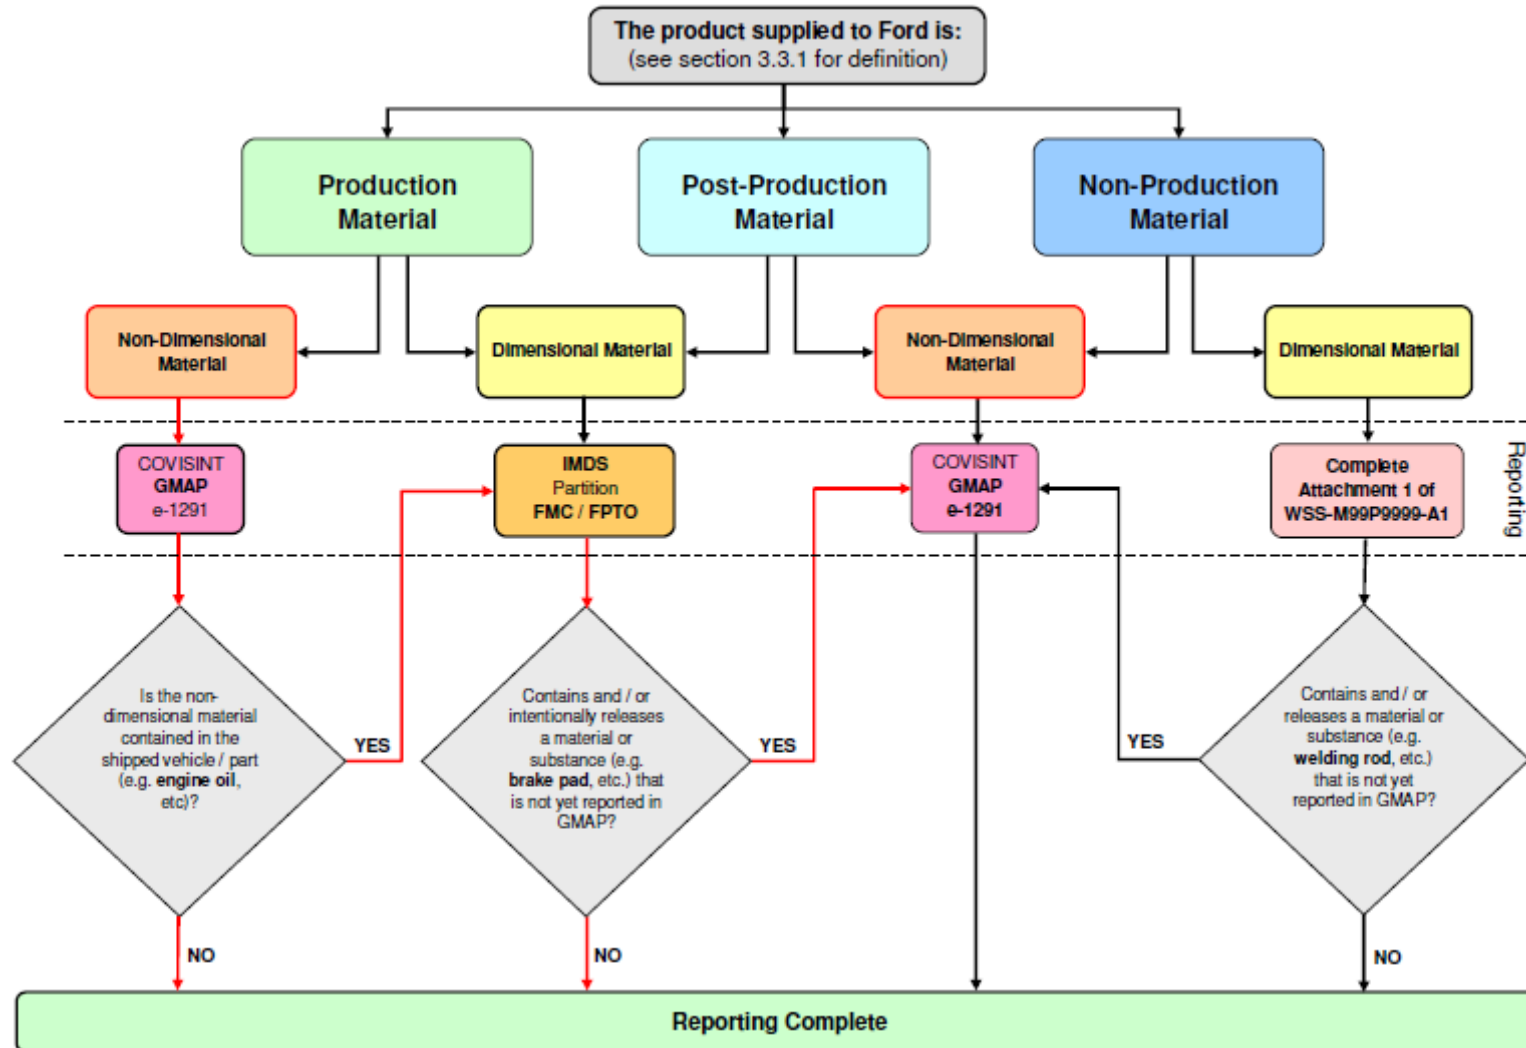 The product supplied to Ford is:
(see section 3.3.1 for definition)
Production
Material
Post-Production
Material
Non-Production
Material
Non-Dimensional
Material
Dimensional Material
Non-Dimensional
Material
Dimensional Material
COVISINT
GMAP
e-1291
IMDS
Partition
FMC / FPTO
COVISINT
GMAP
e-1291
Complete
Attachment 1 of
WSS-M99P9999-A1
Reporting
Is the non-
dimensional material
contained in the
shipped vehicle / part
(e.g. engine oil,
etc)?
YES
NO
Contains and / or
intentionally releases
a material or
substance (e.g.
brake pad, etc.) that
is not yet reported in
GMAP?
YES
NO
Contains and / or
releases a material or
substance (e.g.
welding rod, etc.)
that is not yet
reported in GMAP?
YES
NO
Reporting Complete